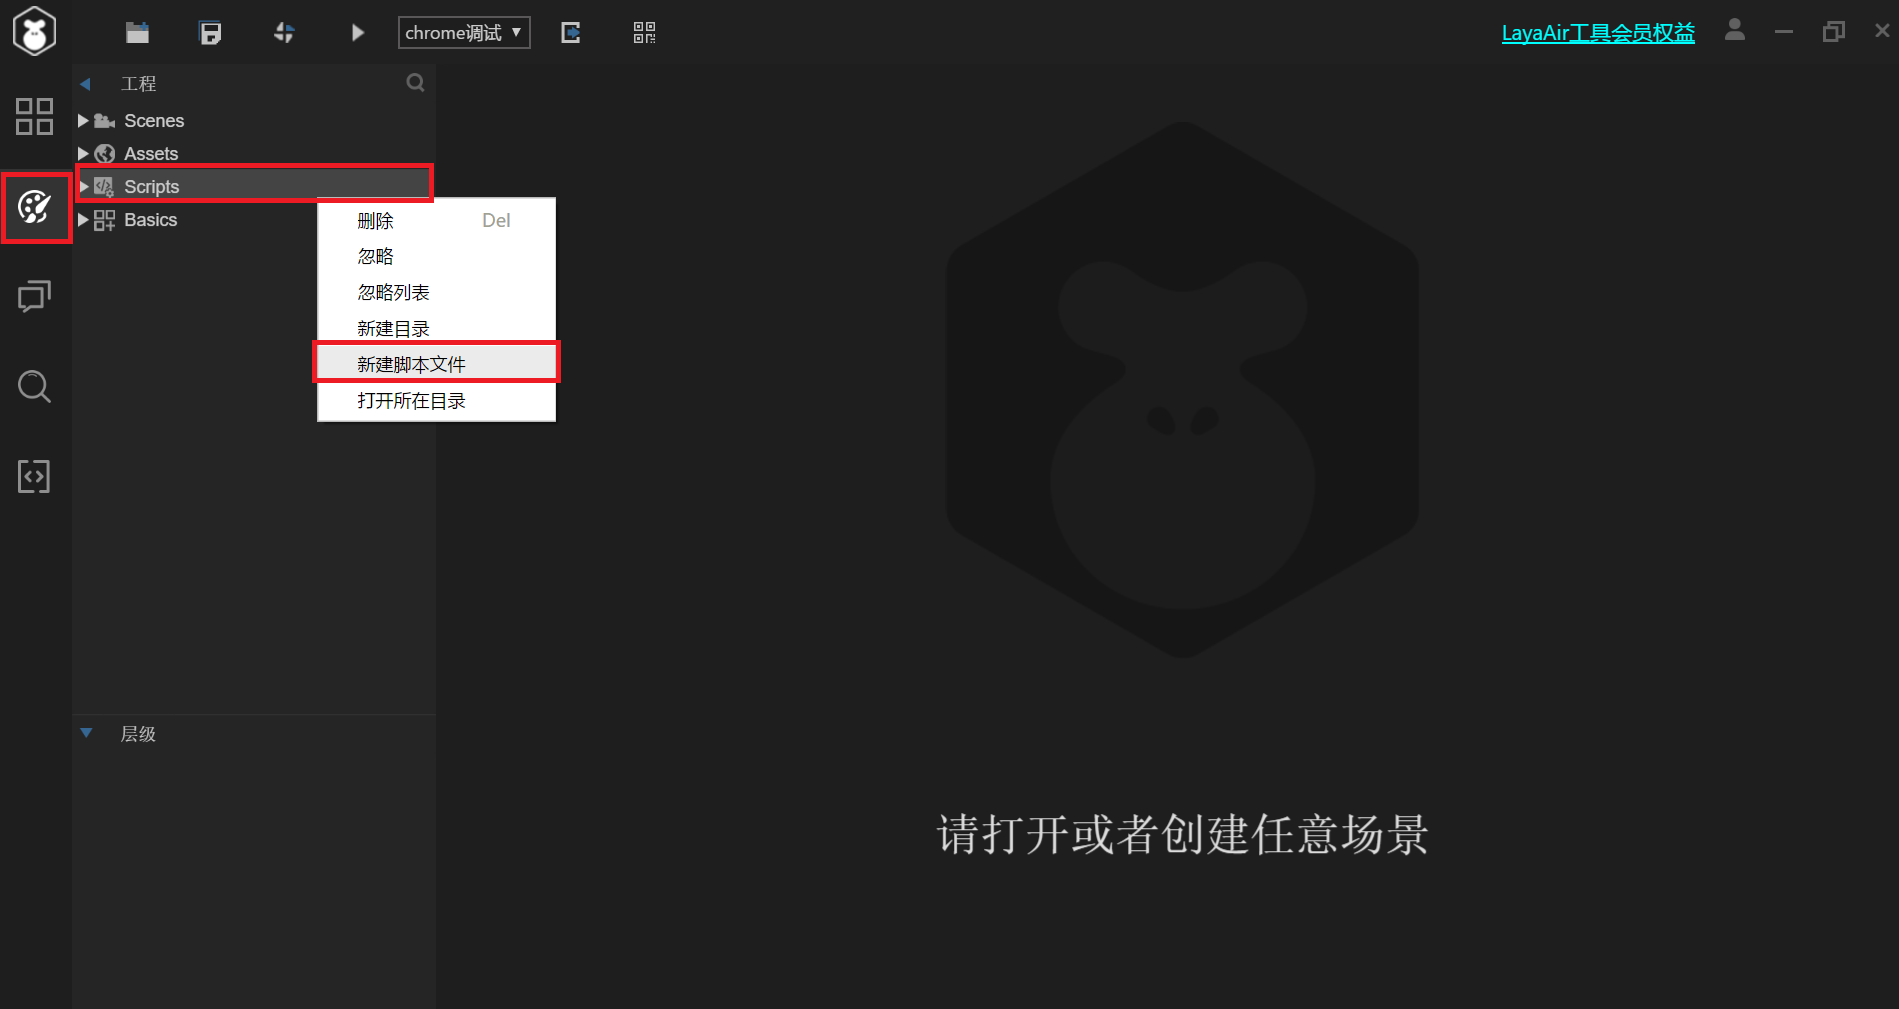 chrome调试 ▼
LayaAir工具会员权益
工程
Scenes
Assets
Scripts
Basics
删除 Del
忽略
忽略列表
新建目录
新建脚本文件
打开所在目录
层级
请打开或者创建任意场景